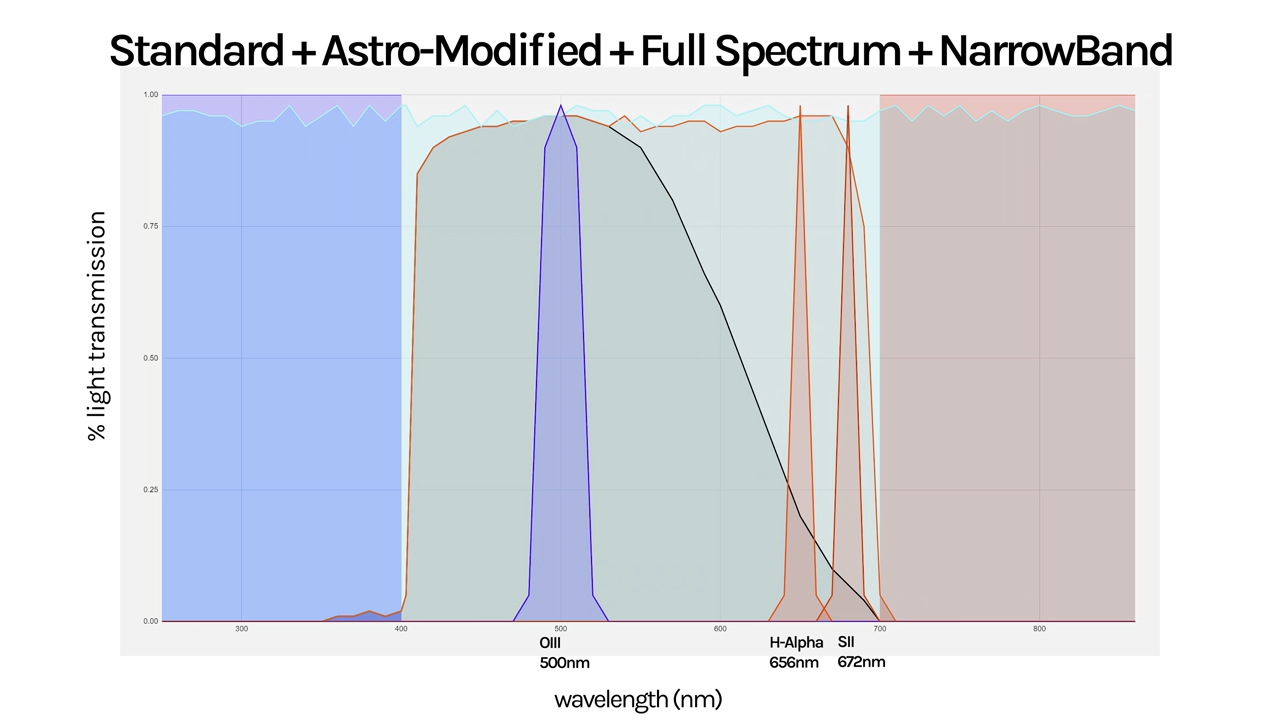 Standard + Astro-Modified + Full Spectrum + NarrowBand
% light transmission
1.00
0.75
0.50
0.25
0.00
300 400 500 600 700 800
OIII
500nm
H-Alpha
656nm
SII
672nm
wavelength (nm)